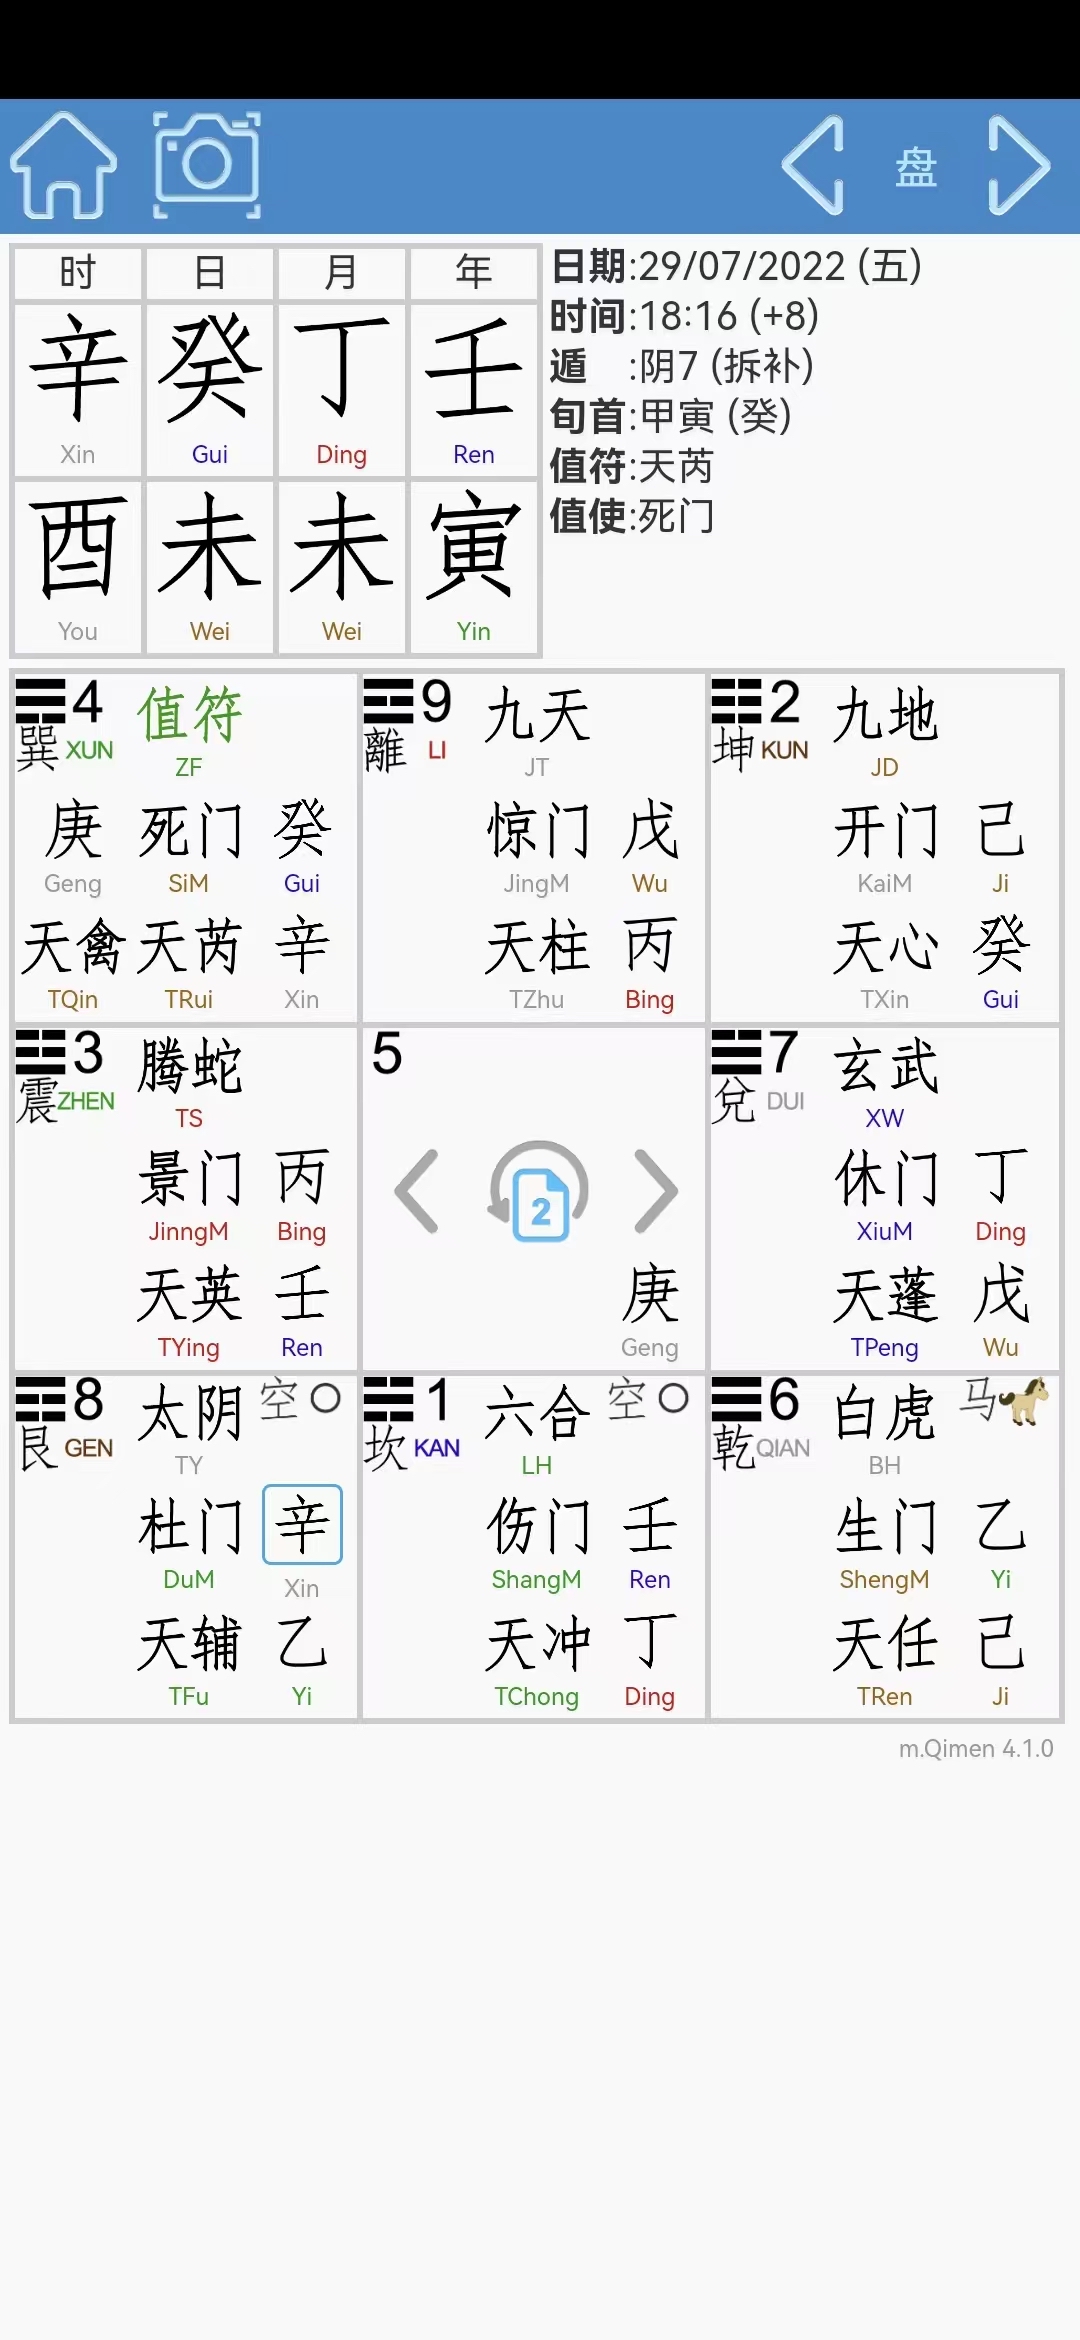 盘
时 日 月 年
辛 癸 丁 壬
Xin Gui Ding Ren
酉 未 未 寅
You Wei Wei Yin
日期:29/07/2022 (五)
时间:18:16 (+8)
遁 :阴7 (拆补)
旬首:甲寅 (癸)
值符:天芮
值使:死门
4 值符
巽 XUN ZF
庚 死门 癸
Geng SiM Gui
天禽 天芮 辛
TQin TRui Xin
9 九天
離 LI JT
惊门 戊
JingM Wu
天柱 丙
TZhu Bing
2 九地
坤 KUN JD
开门 己
KaiM Ji
天心 癸
TXin Gui
3 腾蛇
震 ZHEN TS
景门 丙
JinngM Bing
天英 壬
TYing Ren
5
2
庚
Geng
7 玄武
兌 DUI XW
休门 丁
XiuM Ding
天蓬 戊
TPeng Wu
8 太阴 空
艮 GEN TY
杜门 辛
DuM Xin
天辅 乙
TFu Yi
1 六合 空
坎 KAN LH
伤门 壬
ShangM Ren
天冲 丁
TChong Ding
6 白虎 马
乾 QIAN BH
生门 乙
ShengM Yi
天任 己
TRen Ji
m.Qimen 4.1.0